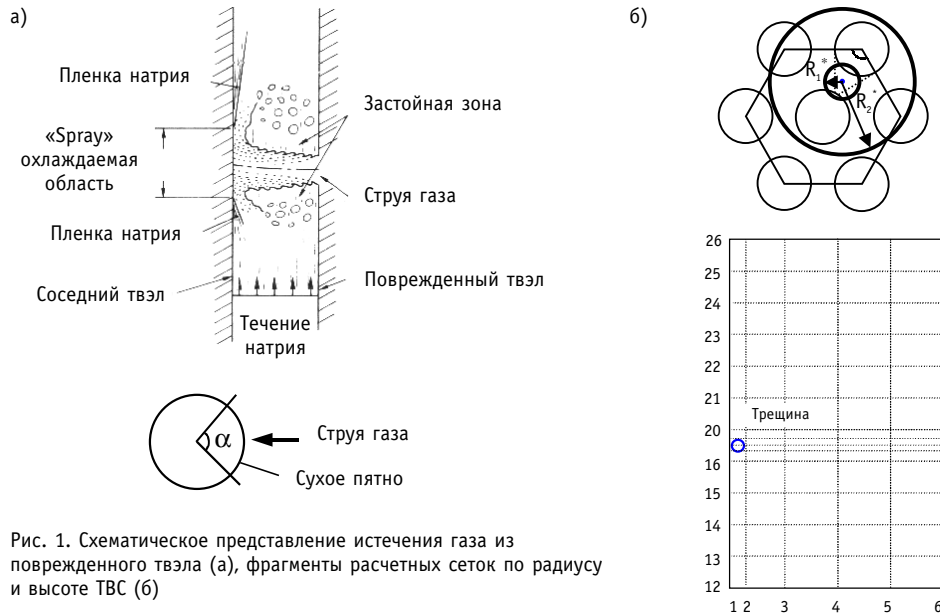 а)
Пленка натрия
«Spray»
охлаждаемая
область
Пленка натрия
Соседний твэл
Застойная зона
Струя газа
Поврежденный твэл
Течение
натрия
α
Струя газа
Сухое пятно
Рис. 1. Схематическое представление истечения газа из
поврежденного твэла (а), фрагменты расчетных сеток по радиусу
и высоте ТВС (б)
б)
R₁*
R₂*
26
25
24
23
22
21
20
16
15
14
13
12
Трещина
1 2 3 4 5 6